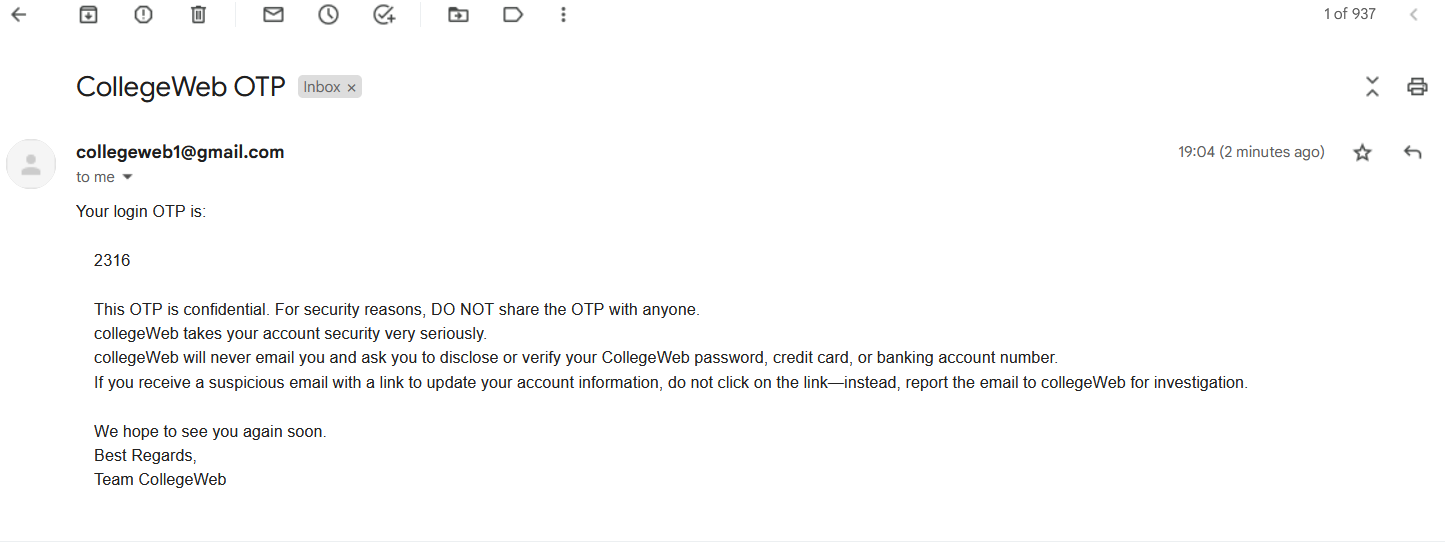 1 of 937
CollegeWeb OTP Inbox ×
collegeweb1@gmail.com 19:04 (2 minutes ago)
to me
Your login OTP is:
2316
This OTP is confidential. For security reasons, DO NOT share the OTP with anyone.
collegeWeb takes your account security very seriously.
collegeWeb will never email you and ask you to disclose or verify your CollegeWeb password, credit card, or banking account number.
If you receive a suspicious email with a link to update your account information, do not click on the link—instead, report the email to collegeWeb for investigation.
We hope to see you again soon.
Best Regards,
Team CollegeWeb